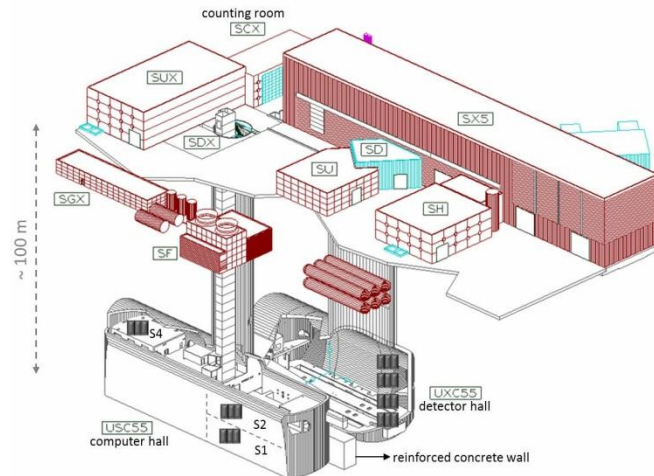 counting room
SCX
SUX
SX5
SDX
SD
SU
SGX
SH
SF
~ 100 m
S4
UXC55
detector hall
USC55
computer hall
S2
S1
reinforced concrete wall